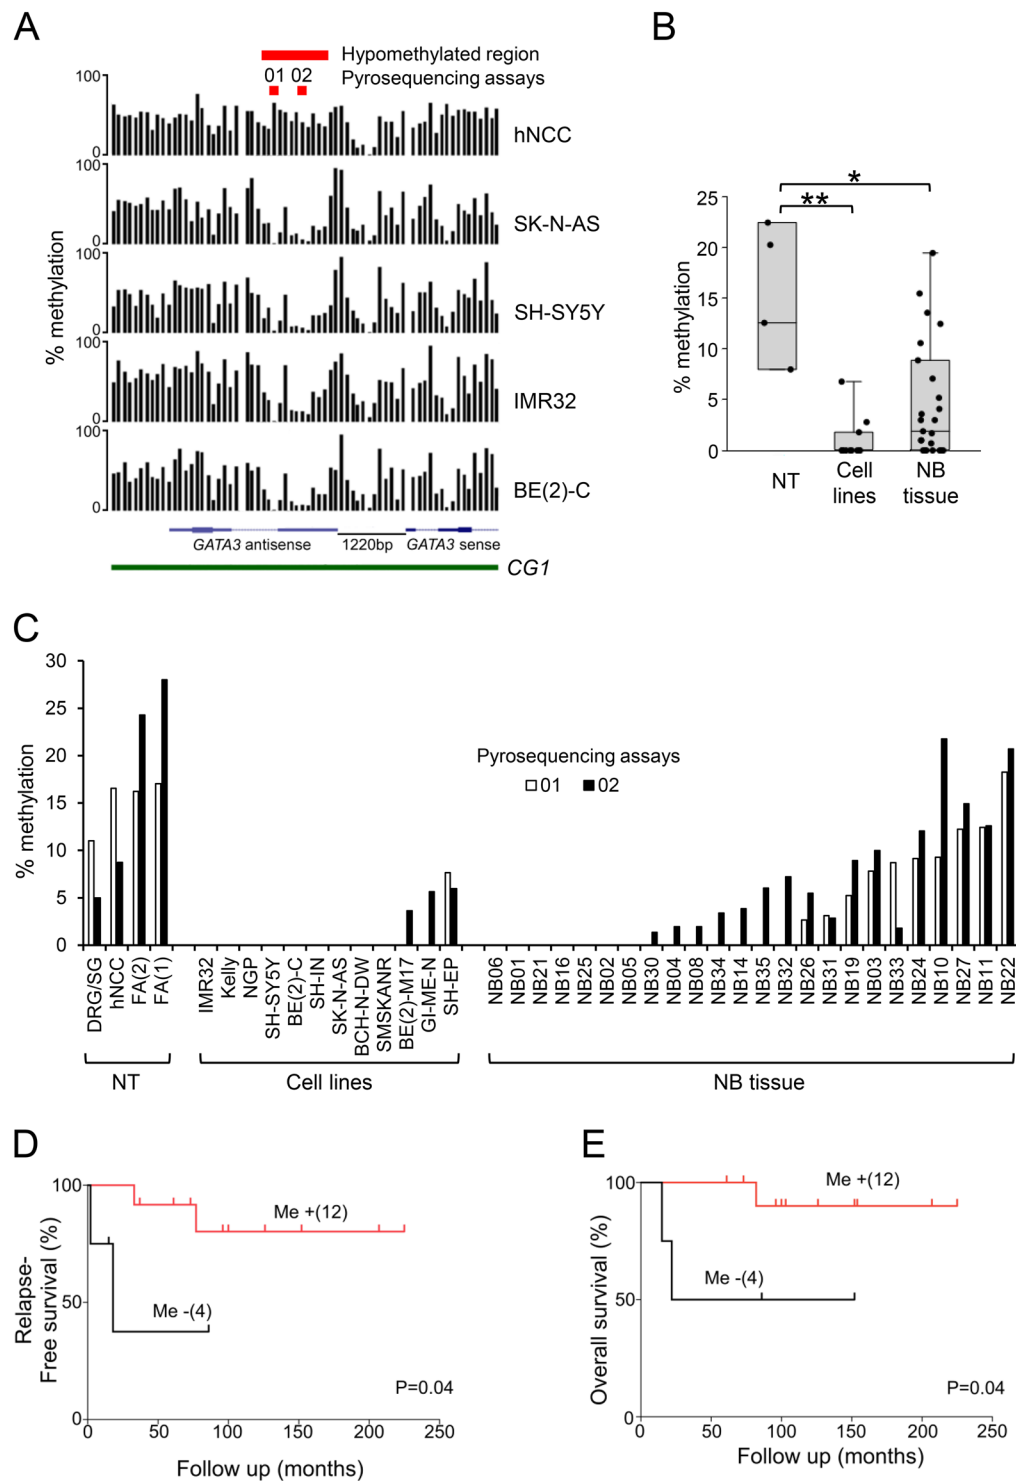 A
Hypomethylated region
01 02
Pyrosequencing assays
100
0
hNCC
100
0
SK-N-AS
100
0
SH-SY5Y
100
0
IMR32
100
0
BE(2)-C
% methylation
GATA3 antisense
1220bp
GATA3 sense
CG1
B
*
**
25
20
15
10
5
0
% methylation
NT
Cell lines
NB tissue
C
30
25
20
15
10
5
0
% methylation
Pyrosequencing assays
01 02
DRG/SG
hNCC
FA(2)
FA(1)
IMR32
Kelly
NGP
SH-SY5Y
BE(2)-C
SH-IN
SK-N-AS
BCH-N-DW
SMSKANR
BE(2)-M17
GI-ME-N
SH-EP
NB06
NB01
NB21
NB16
NB25
NB02
NB05
NB30
NB04
NB08
NB34
NB14
NB35
NB32
NB26
NB31
NB19
NB03
NB33
NB24
NB10
NB27
NB11
NB22
NT
Cell lines
NB tissue
D
100
50
0
Relapse-
Free survival (%)
Me +(12)
Me -(4)
P=0.04
0 50 100 150 200 250
Follow up (months)
E
100
50
0
Overall survival (%)
Me +(12)
Me -(4)
P=0.04
0 50 100 150 200 250
Follow up (months)